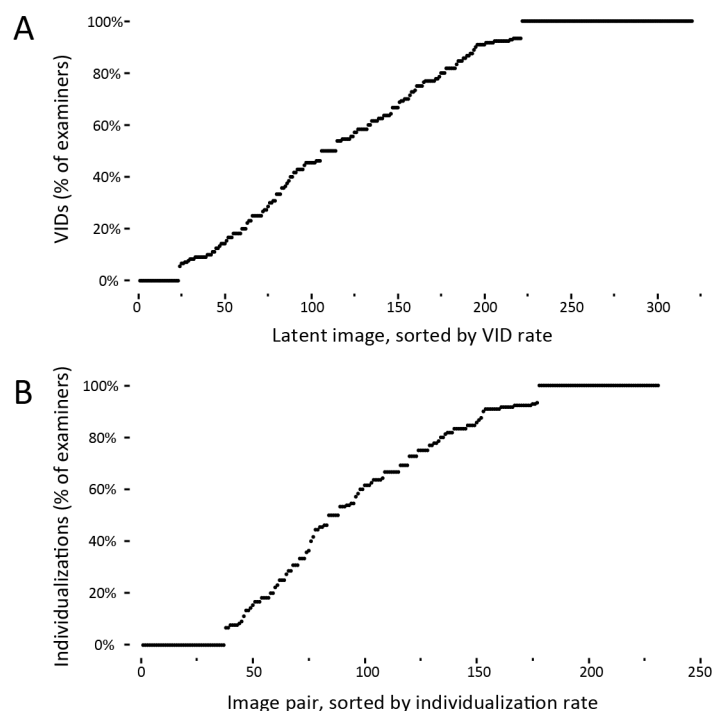 A
VIDs (% of examiners)
100%
80%
60%
40%
20%
0%
0 50 100 150 200 250 300
Latent image, sorted by VID rate
B
Individualizations (% of examiners)
100%
80%
60%
40%
20%
0%
0 50 100 150 200 250
Image pair, sorted by individualization rate